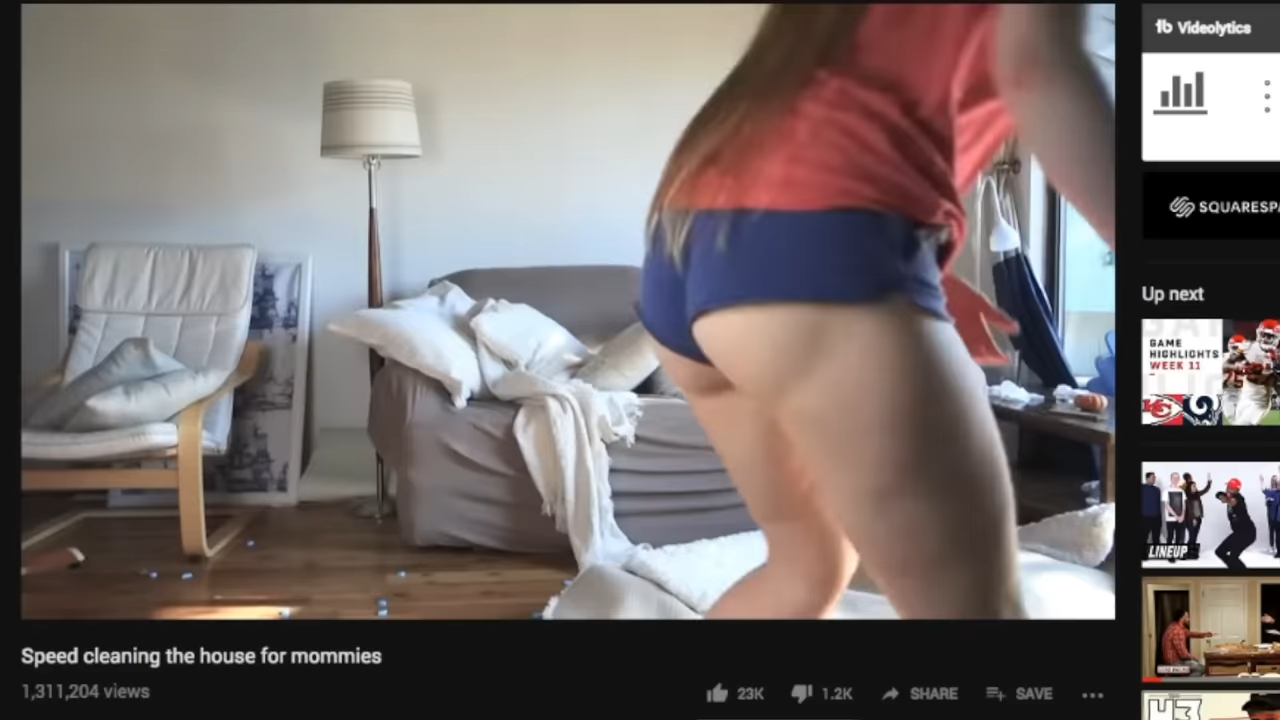 Videolytics
SQUARESPA
Up next
GAME
HIGHLIGHTS
WEEK 11
KC
LINEUP
Speed cleaning the house for mommies
1,311,204 views
23K
1.2K
SHARE
SAVE